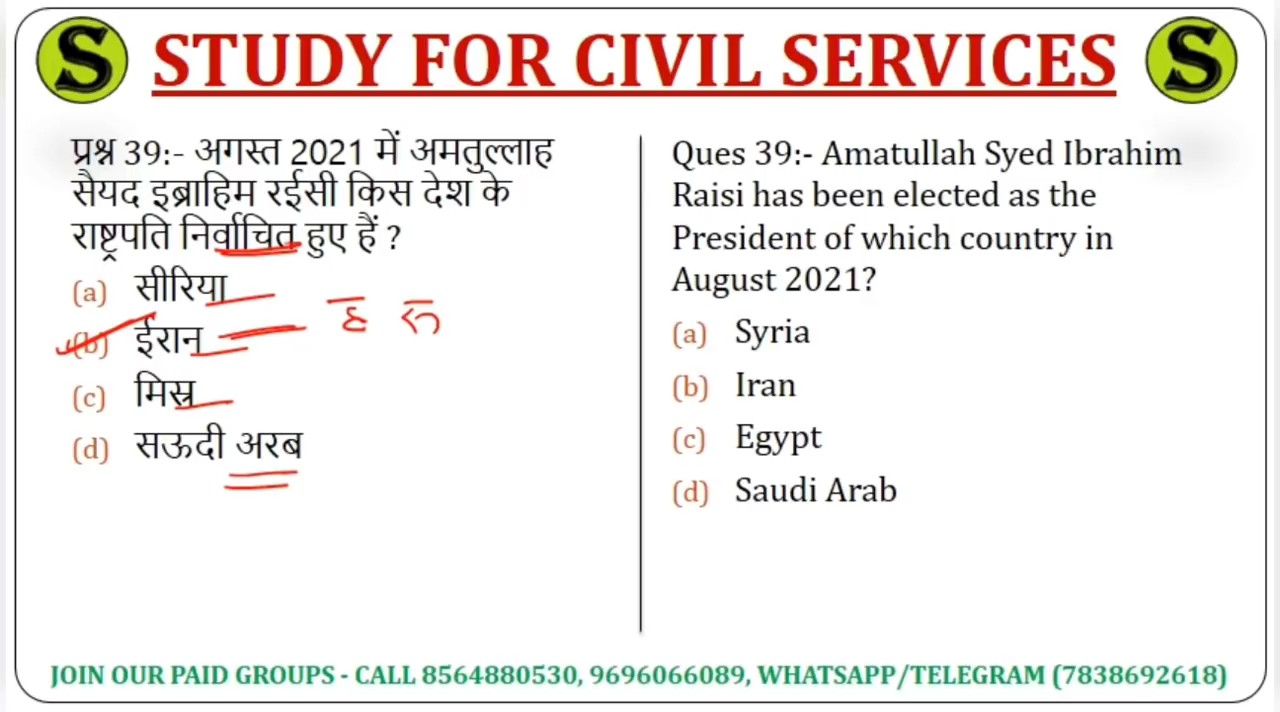 S STUDY FOR CIVIL SERVICES S
प्रश्न 39:- अगस्त 2021 में अमतुल्लाह
सैयद इब्राहिम रईसी किस देश के
राष्ट्रपति निर्वाचित हुए हैं ?
(a) सीरिया
(b) ईरान
(c) मिस्र
(d) सऊदी अरब
Ques 39:- Amatullah Syed Ibrahim
Raisi has been elected as the
President of which country in
August 2021?
(a) Syria
(b) Iran
(c) Egypt
(d) Saudi Arab
JOIN OUR PAID GROUPS - CALL 8564880530, 9696066089, WHATSAPP/TELEGRAM (7838692618)